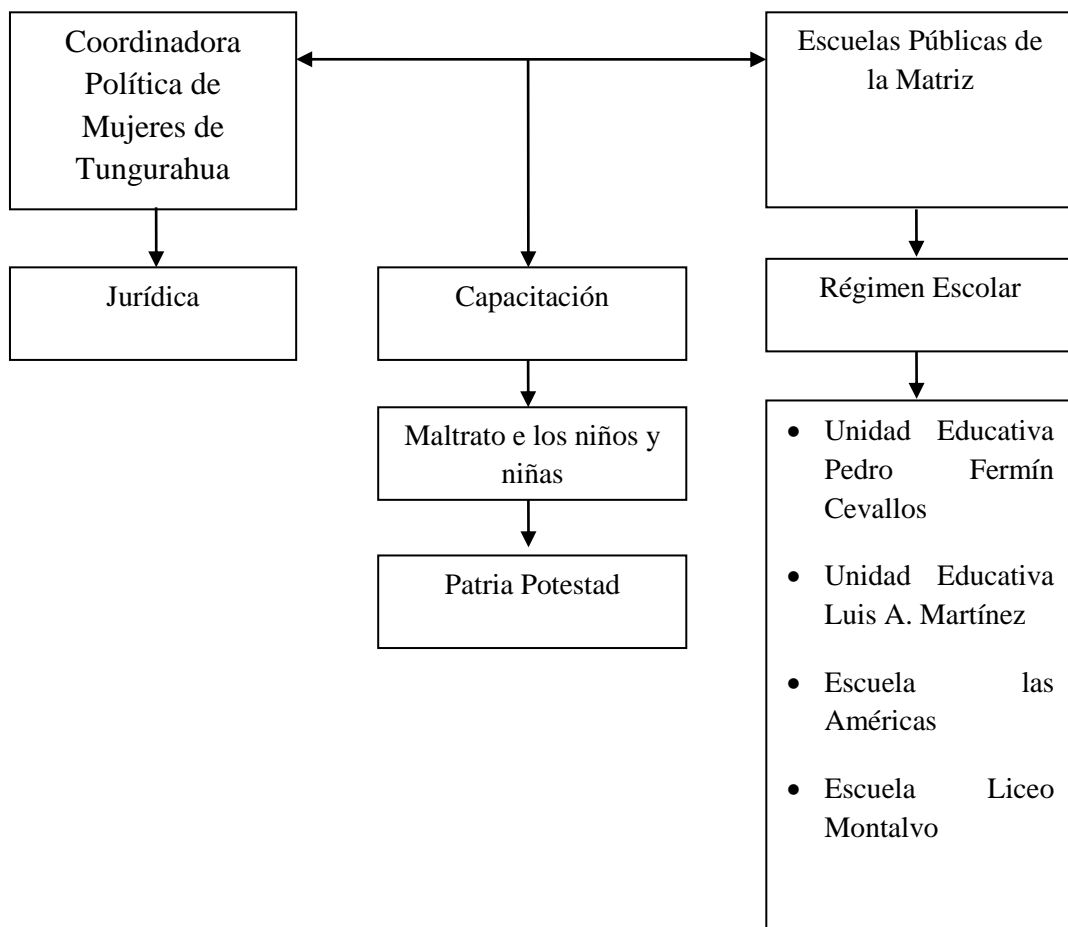 Coordinadora
Política de
Mujeres de
Tungurahua
Escuelas Públicas de
la Matriz
Jurídica
Capacitación
Régimen Escolar
Maltrato e los niños y
niñas
Patria Potestad
• Unidad Educativa
Pedro Fermín
Cevallos
• Unidad Educativa
Luis A. Martínez
• Escuela las
Américas
• Escuela Liceo
Montalvo